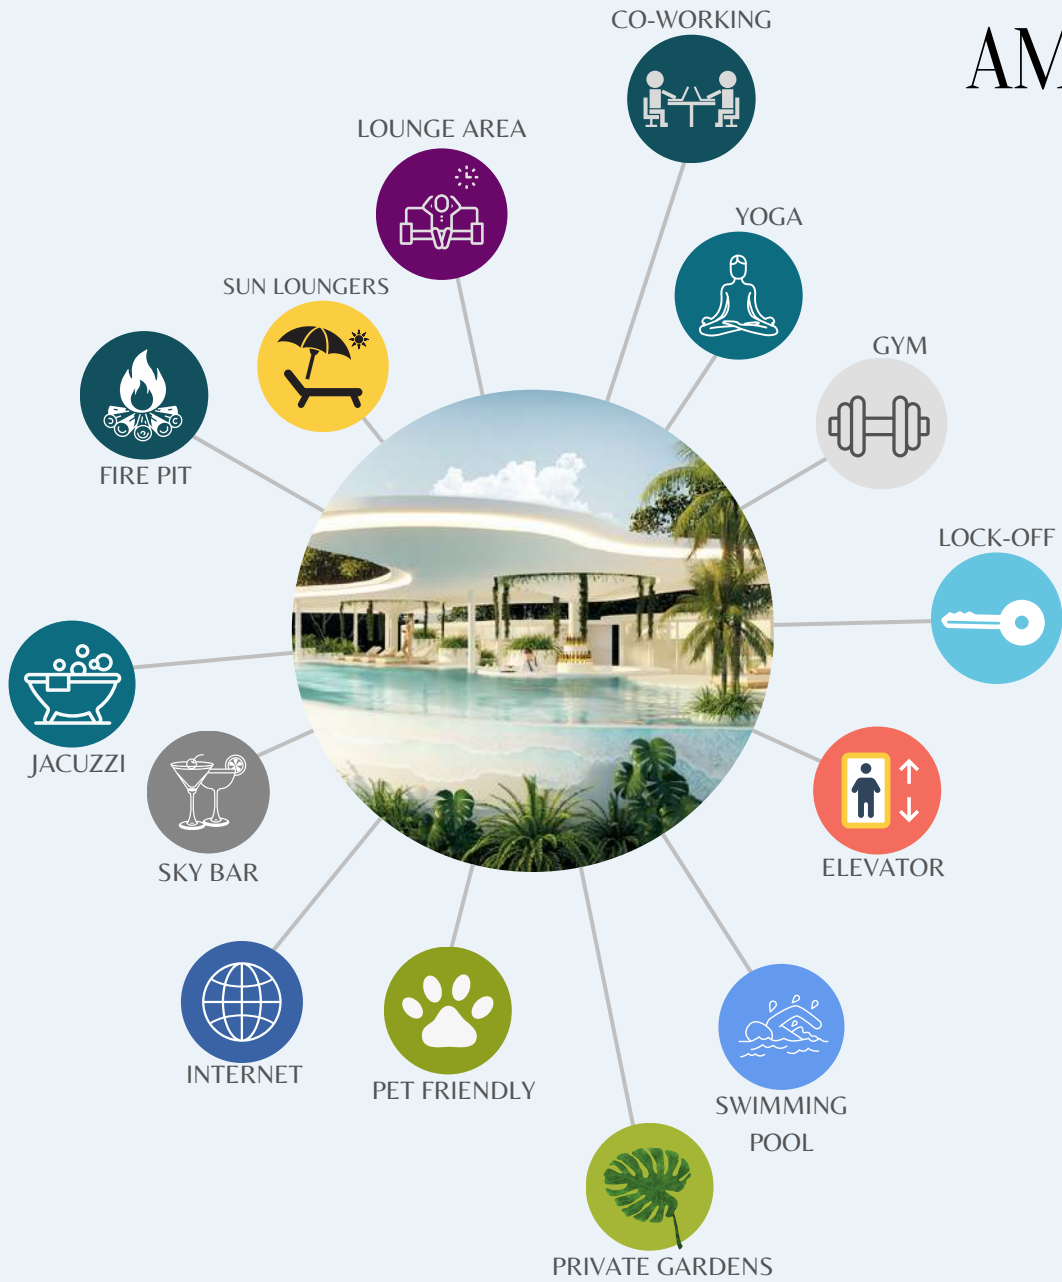 CO-WORKING
AM
LOUNGE AREA
YOGA
SUN LOUNGERS
GYM
FIRE PIT
LOCK-OFF
JACUZZI
SKY BAR
ELEVATOR
INTERNET
PET FRIENDLY
SWIMMING
POOL
PRIVATE GARDENS